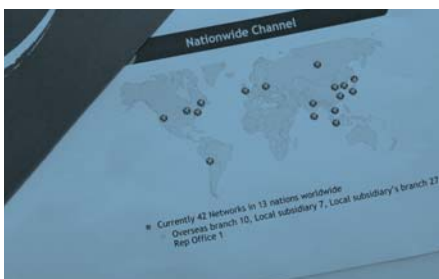 Nationwide Channel
Currently 42 Networks in 13 nations worldwide
Overseas branch 10, Local subsidiary 7, Local subsidiary's branch 27
Rep Office 1